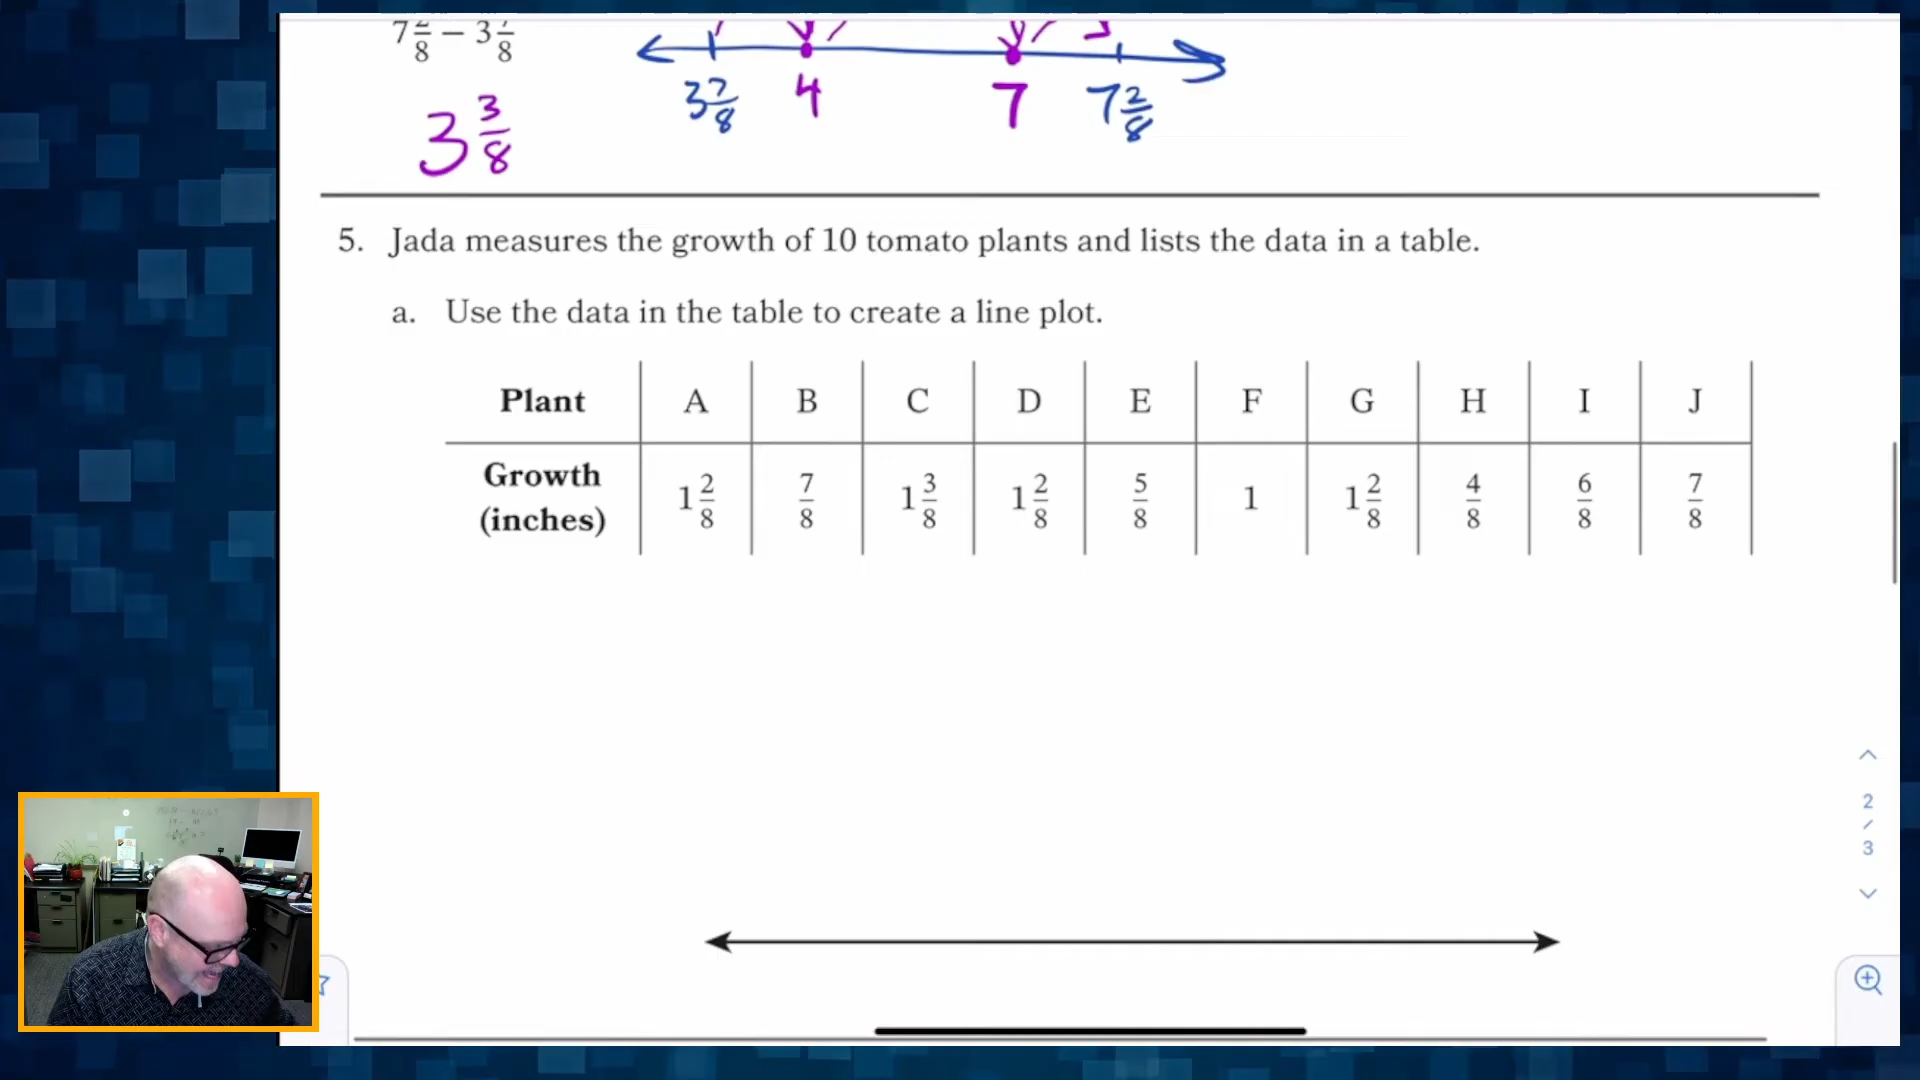 7 2/8 − 3 7/8
3 7/8 4 7 7 2/8
3 3/8
5. Jada measures the growth of 10 tomato plants and lists the data in a table.
a. Use the data in the table to create a line plot.
Plant A B C D E F G H I J
Growth (inches) 1 2/8 7/8 1 3/8 1 2/8 5/8 1 1 2/8 4/8 6/8 7/8
2
/
3